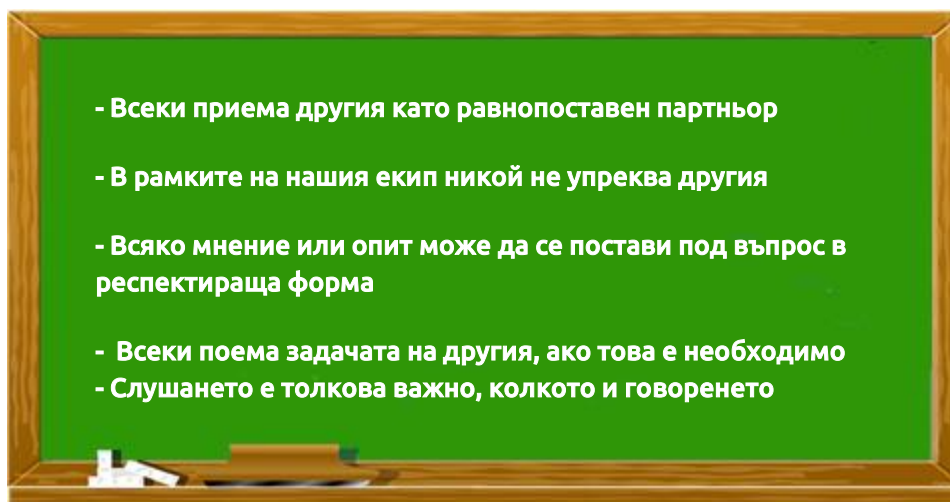 - Всеки приема другия като равнопоставен партньор
- В рамките на нашия екип никой не упреква другия
- Всяко мнение или опит може да се постави под въпрос в
респектираща форма
- Всеки поема задачата на другия, ако това е необходимо
- Слушането е толкова важно, колкото и говоренето